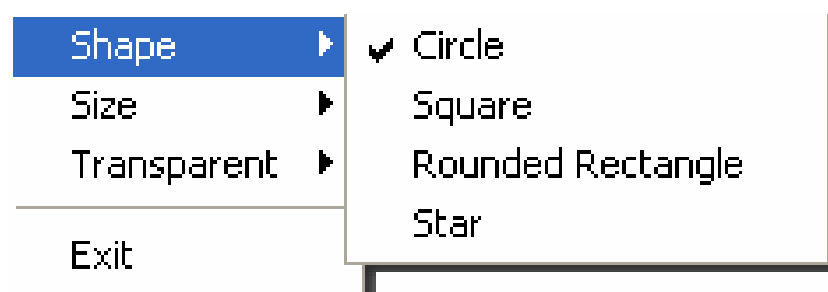 Shape
Size
Transparent
Exit
Circle
Square
Rounded Rectangle
Star